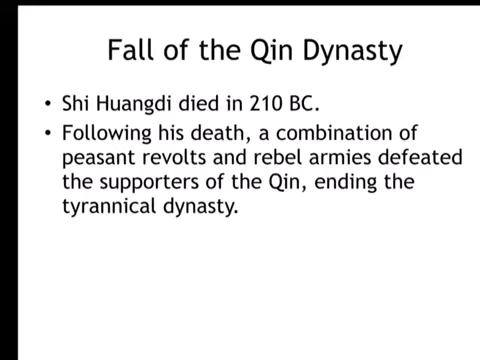 Fall of the Qin Dynasty
• Shi Huangdi died in 210 BC.
• Following his death, a combination of
peasant revolts and rebel armies defeated
the supporters of the Qin, ending the
tyrannical dynasty.